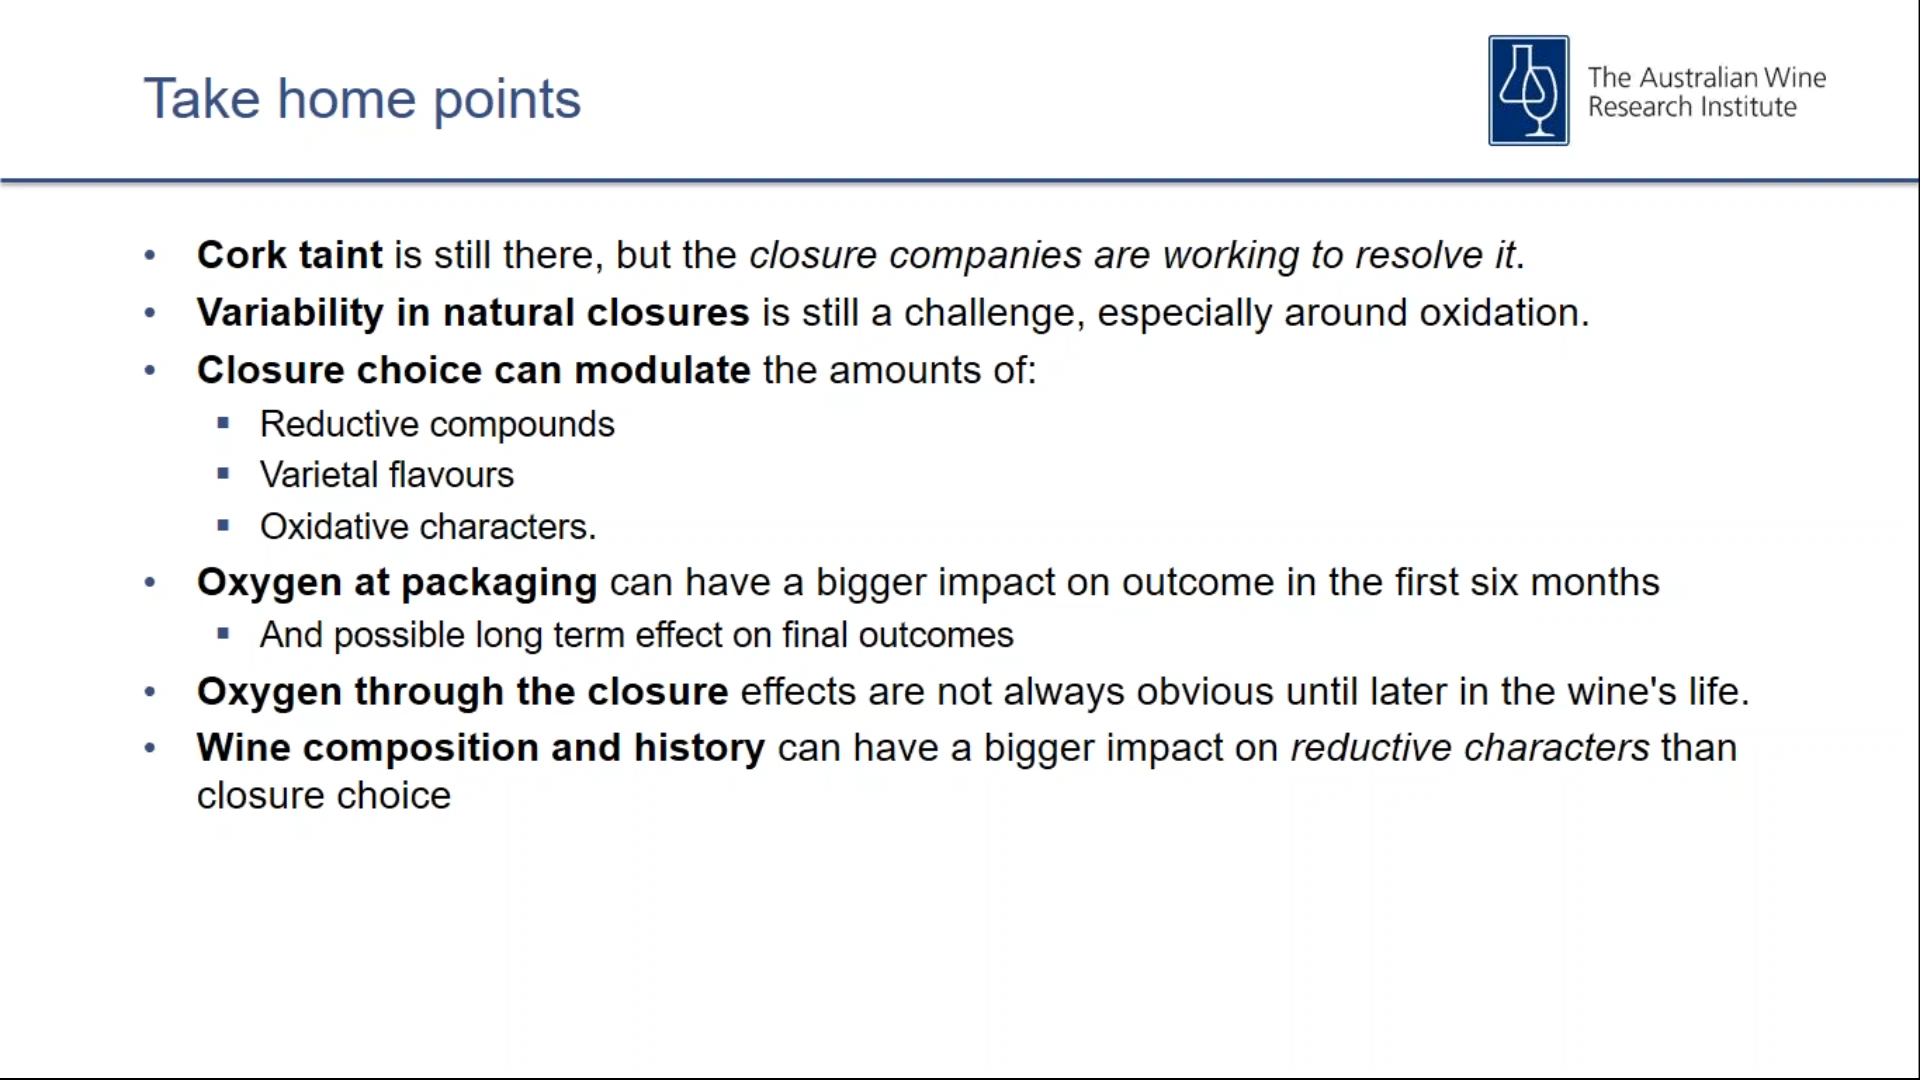 Take home points
The Australian Wine
Research Institute
• Cork taint is still there, but the closure companies are working to resolve it.
• Variability in natural closures is still a challenge, especially around oxidation.
• Closure choice can modulate the amounts of:
▪ Reductive compounds
▪ Varietal flavours
▪ Oxidative characters.
• Oxygen at packaging can have a bigger impact on outcome in the first six months
▪ And possible long term effect on final outcomes
• Oxygen through the closure effects are not always obvious until later in the wine's life.
• Wine composition and history can have a bigger impact on reductive characters than
closure choice